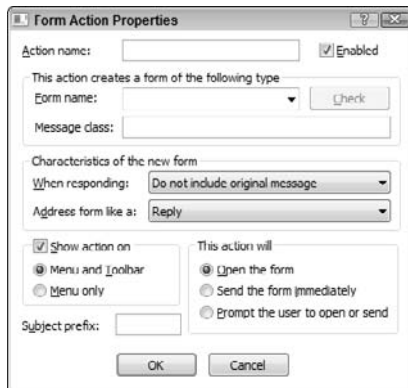 Form Action Properties
Action name:
Enabled
This action creates a form of the following type
Form name:
Check
Message class:
Characteristics of the new form
When responding: Do not include original message
Address form like a: Reply
Show action on
Menu and Toolbar
Menu only
Subject prefix:
This action will
Open the form
Send the form immediately
Prompt the user to open or send
OK
Cancel